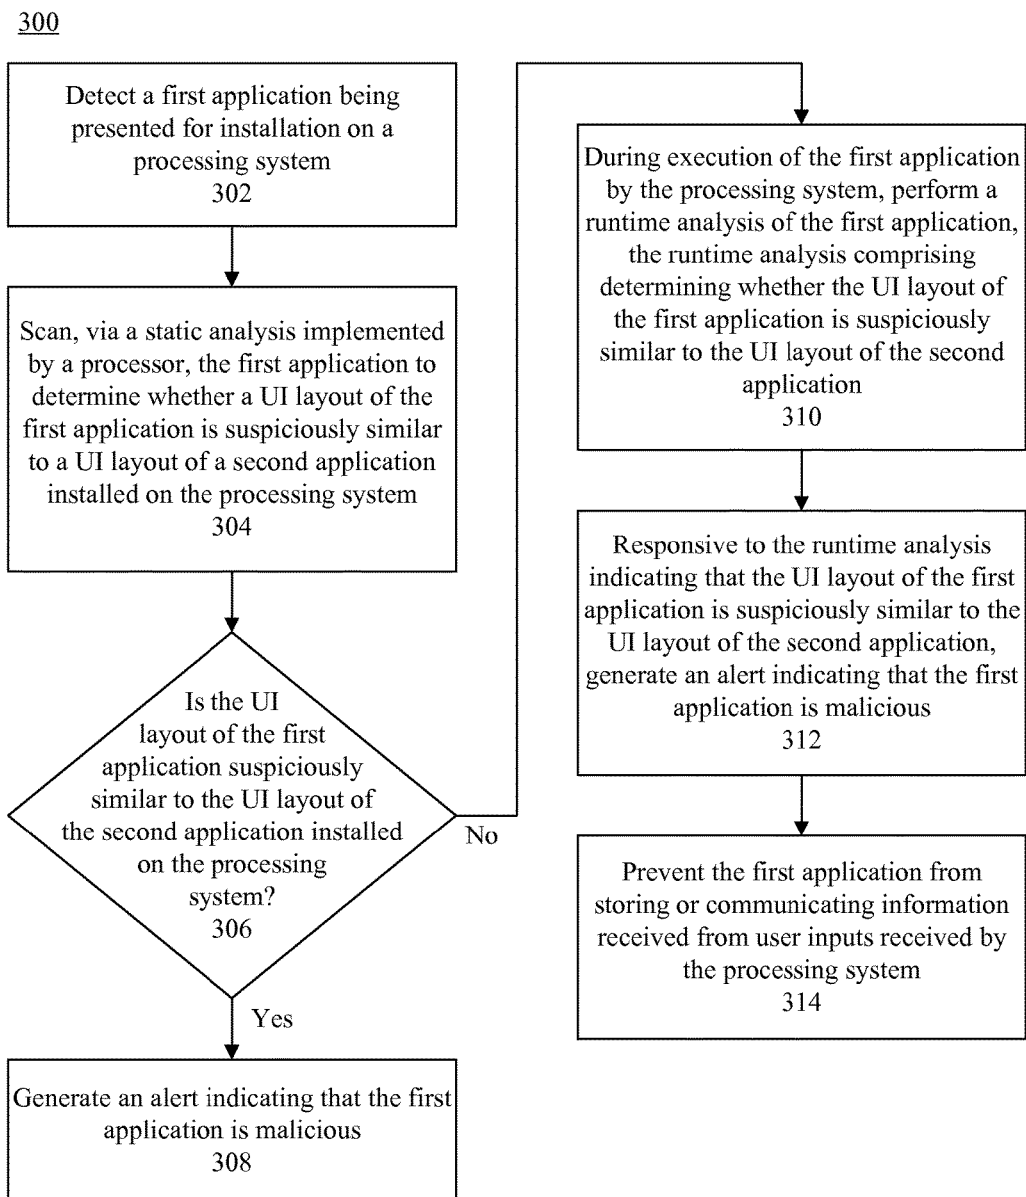 300
Detect a first application being
presented for installation on a
processing system
302
Scan, via a static analysis implemented
by a processor, the first application to
determine whether a UI layout of the
first application is suspiciously similar
to a UI layout of a second application
installed on the processing system
304
Is the UI
layout of the first
application suspiciously
similar to the UI layout of
the second application installed
on the processing
system?
306
No
Yes
Generate an alert indicating that the first
application is malicious
308
During execution of the first application
by the processing system, perform a
runtime analysis of the first application,
the runtime analysis comprising
determining whether the UI layout of
the first application is suspiciously
similar to the UI layout of the second
application
310
Responsive to the runtime analysis
indicating that the UI layout of the first
application is suspiciously similar to the
UI layout of the second application,
generate an alert indicating that the first
application is malicious
312
Prevent the first application from
storing or communicating information
received from user inputs received by
the processing system
314